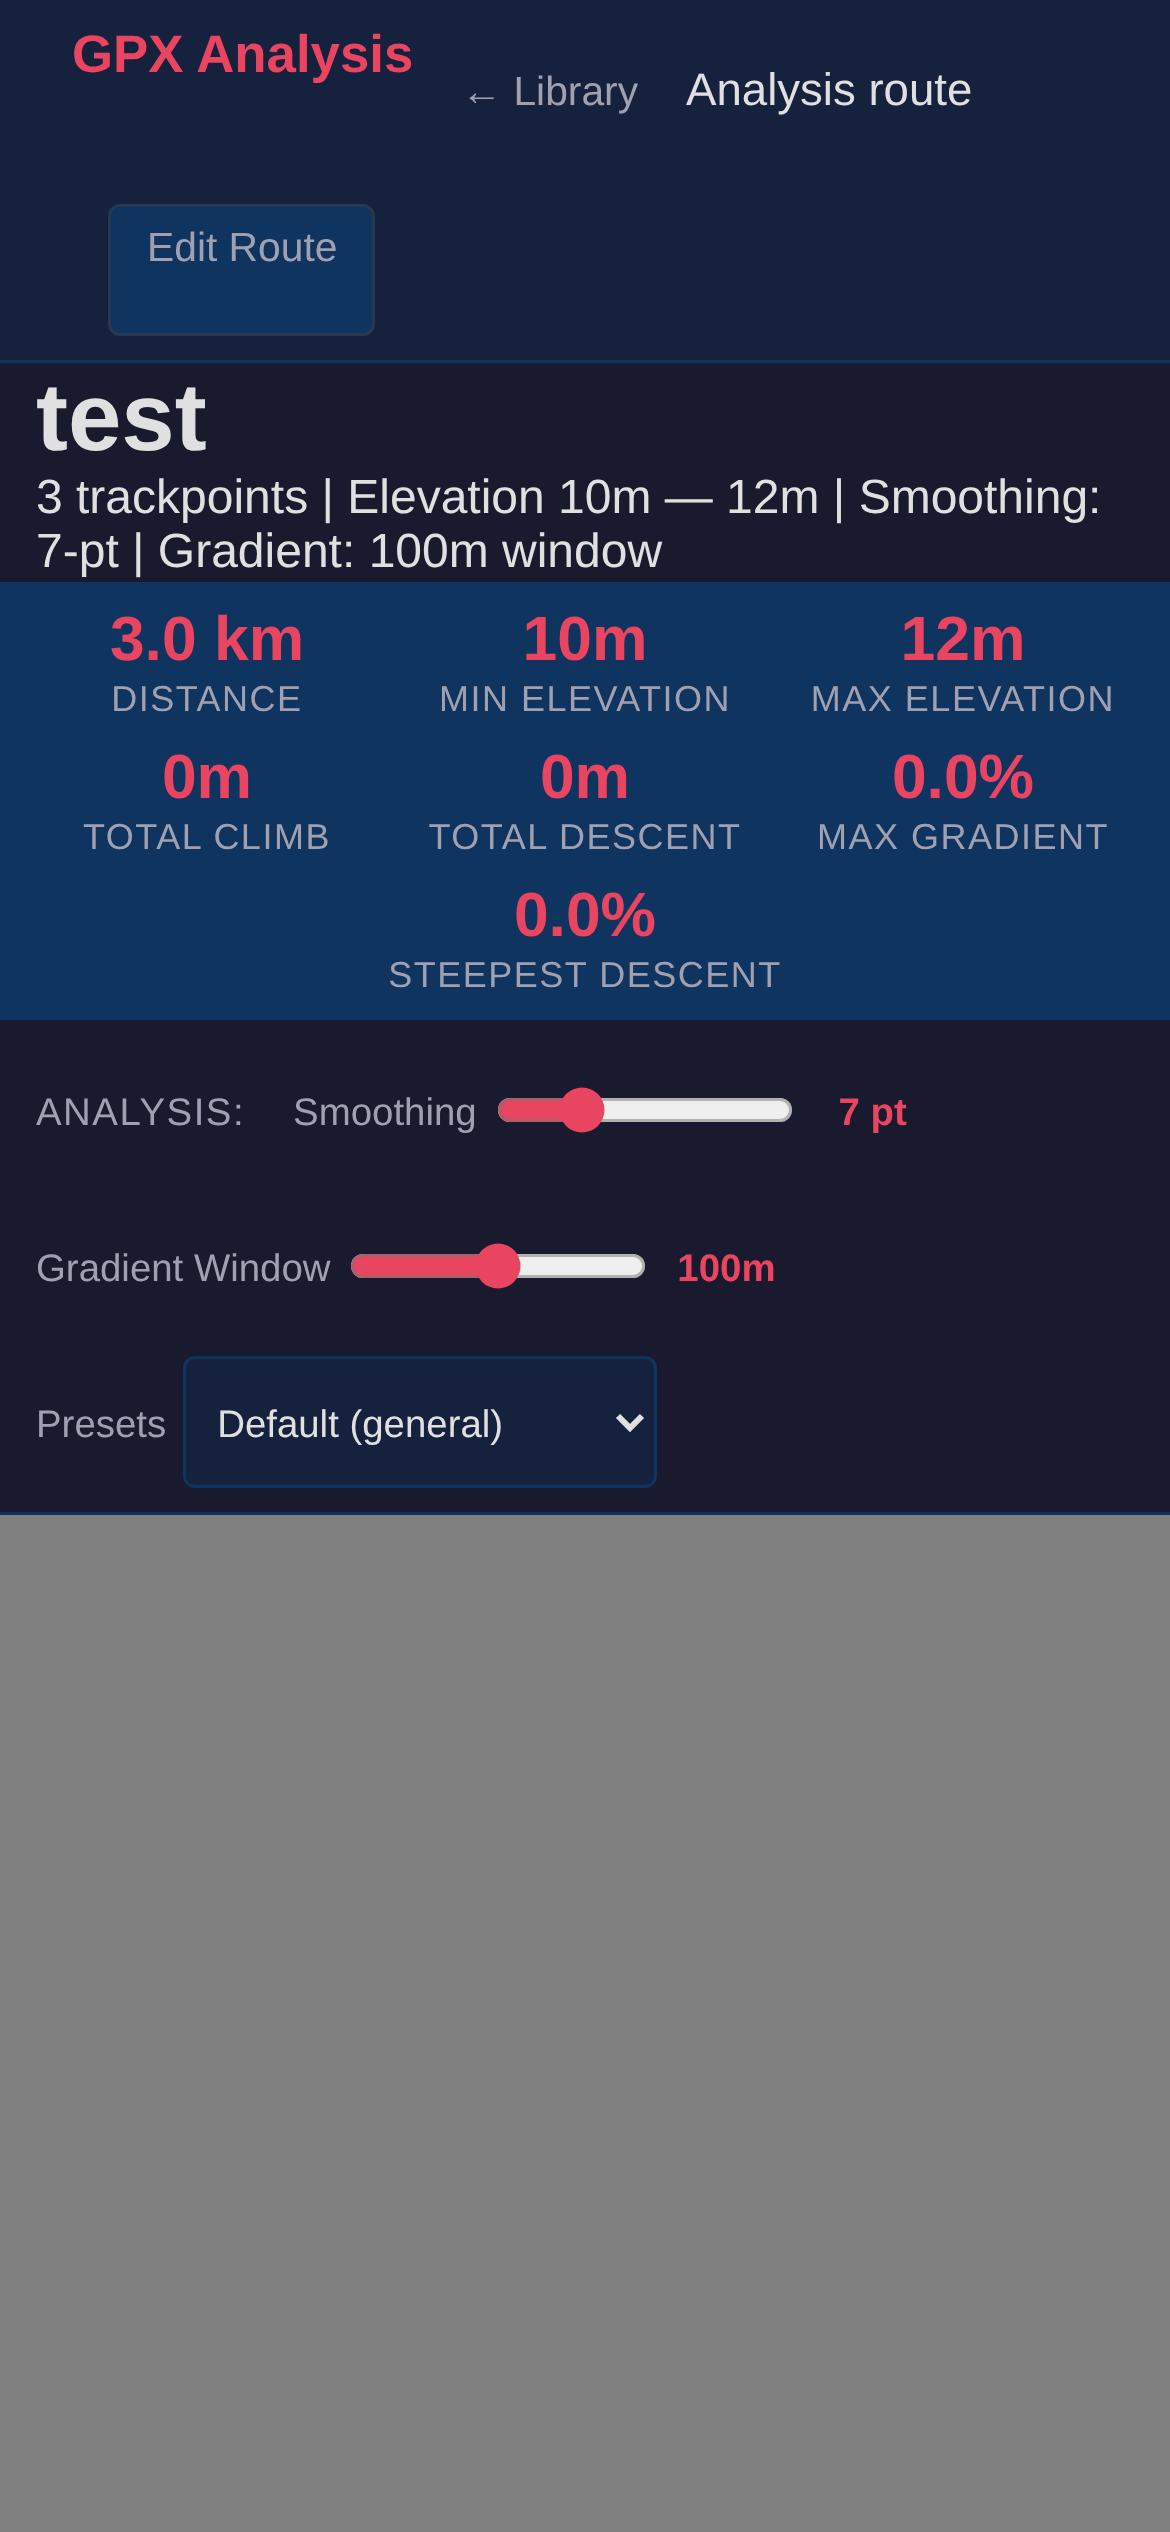 GPX Analysis
← Library
Analysis route
Edit Route
test
3 trackpoints | Elevation 10m — 12m | Smoothing:
7-pt | Gradient: 100m window
3.0 km
DISTANCE
10m
MIN ELEVATION
12m
MAX ELEVATION
0m
TOTAL CLIMB
0m
TOTAL DESCENT
0.0%
MAX GRADIENT
0.0%
STEEPEST DESCENT
ANALYSIS:
Smoothing
7 pt
Gradient Window
100m
Presets
Default (general)